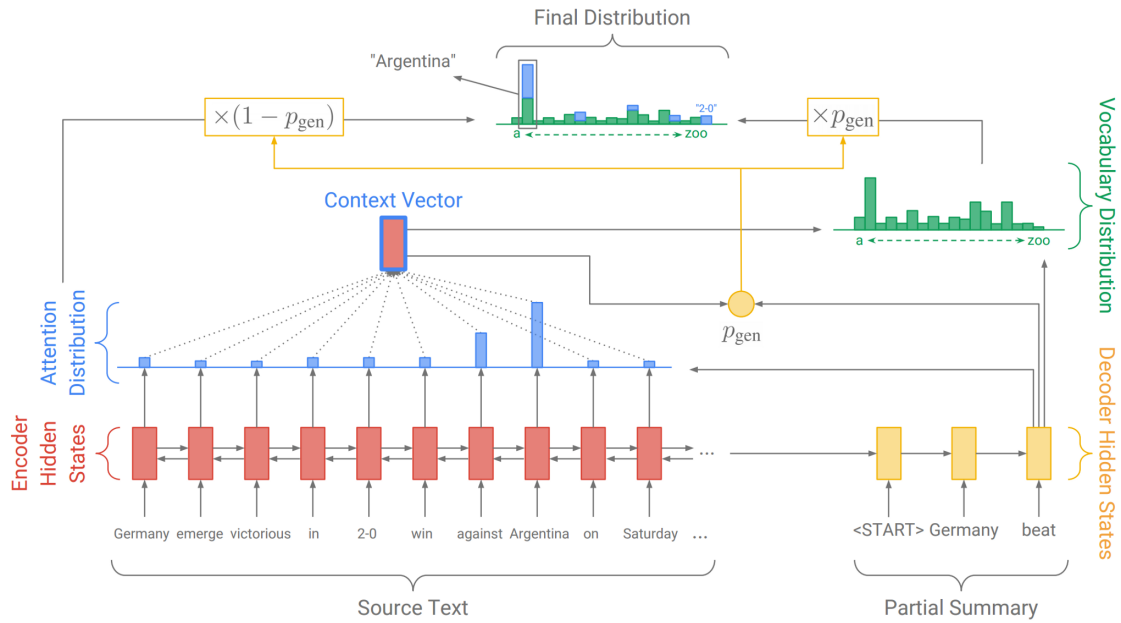 Final Distribution
"Argentina"
×(1 − p_gen)
"2-0"
×p_gen
a
zoo
Context Vector
Vocabulary Distribution
a
zoo
Attention
Distribution
p_gen
Encoder
Hidden
States
...
Decoder Hidden States
Germany emerge victorious in 2-0 win against Argentina on Saturday ...
<START> Germany beat
Source Text
Partial Summary